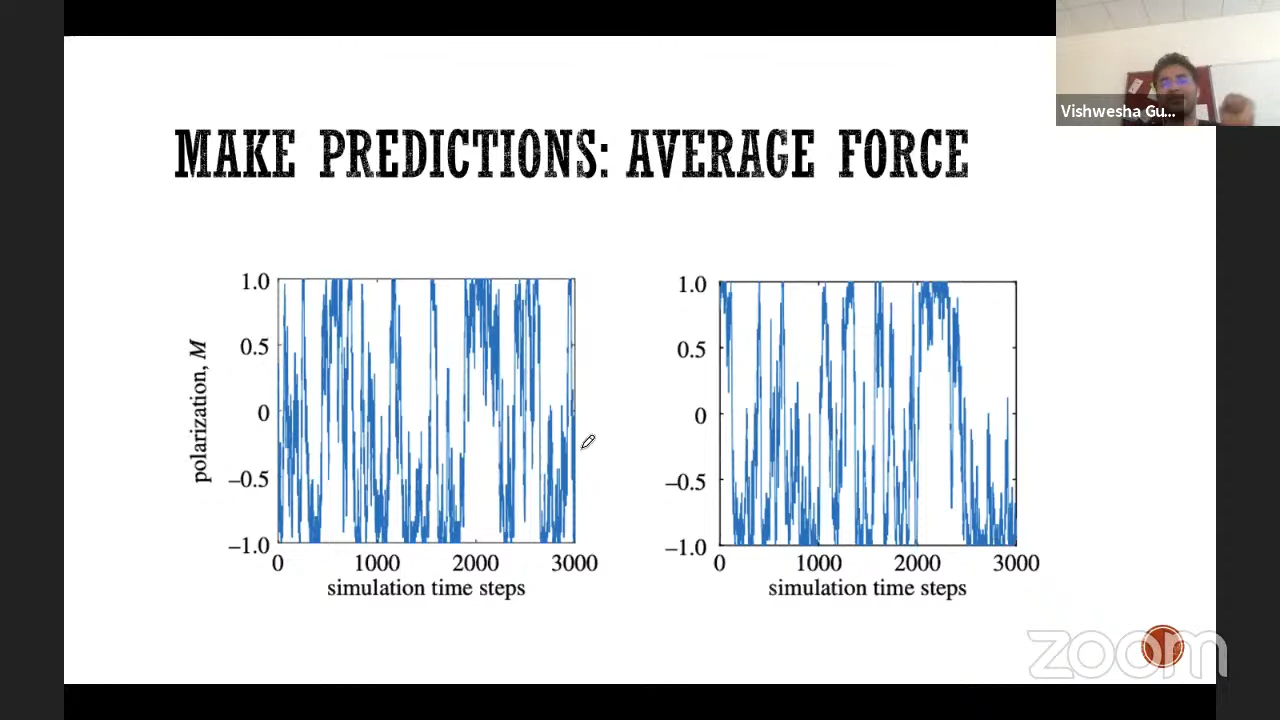 Vishwesha Gu...
MAKE PREDICTIONS: AVERAGE FORCE
1.0
0.5
0
–0.5
–1.0
polarization, M
0 1000 2000 3000
simulation time steps
1.0
0.5
0
–0.5
–1.0
0 1000 2000 3000
simulation time steps
zoom